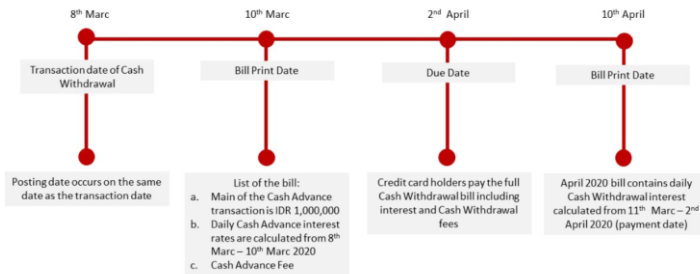 8th Marc
10th Marc
2nd April
10th April
Transaction date of Cash
Withdrawal
Bill Print Date
Due Date
Bill Print Date
Posting date occurs on the same
date as the transaction date
List of the bill:
a. Main of the Cash Advance
transaction is IDR 1,000,000
b. Daily Cash Advance interest
rates are calculated from 8th
Marc – 10th Marc 2020
c. Cash Advance Fee
Credit card holders pay the full
Cash Withdrawal bill including
interest and Cash Withdrawal
fees
April 2020 bill contains daily
Cash Withdrawal interest
calculated from 11th Marc – 2nd
April 2020 (payment date)